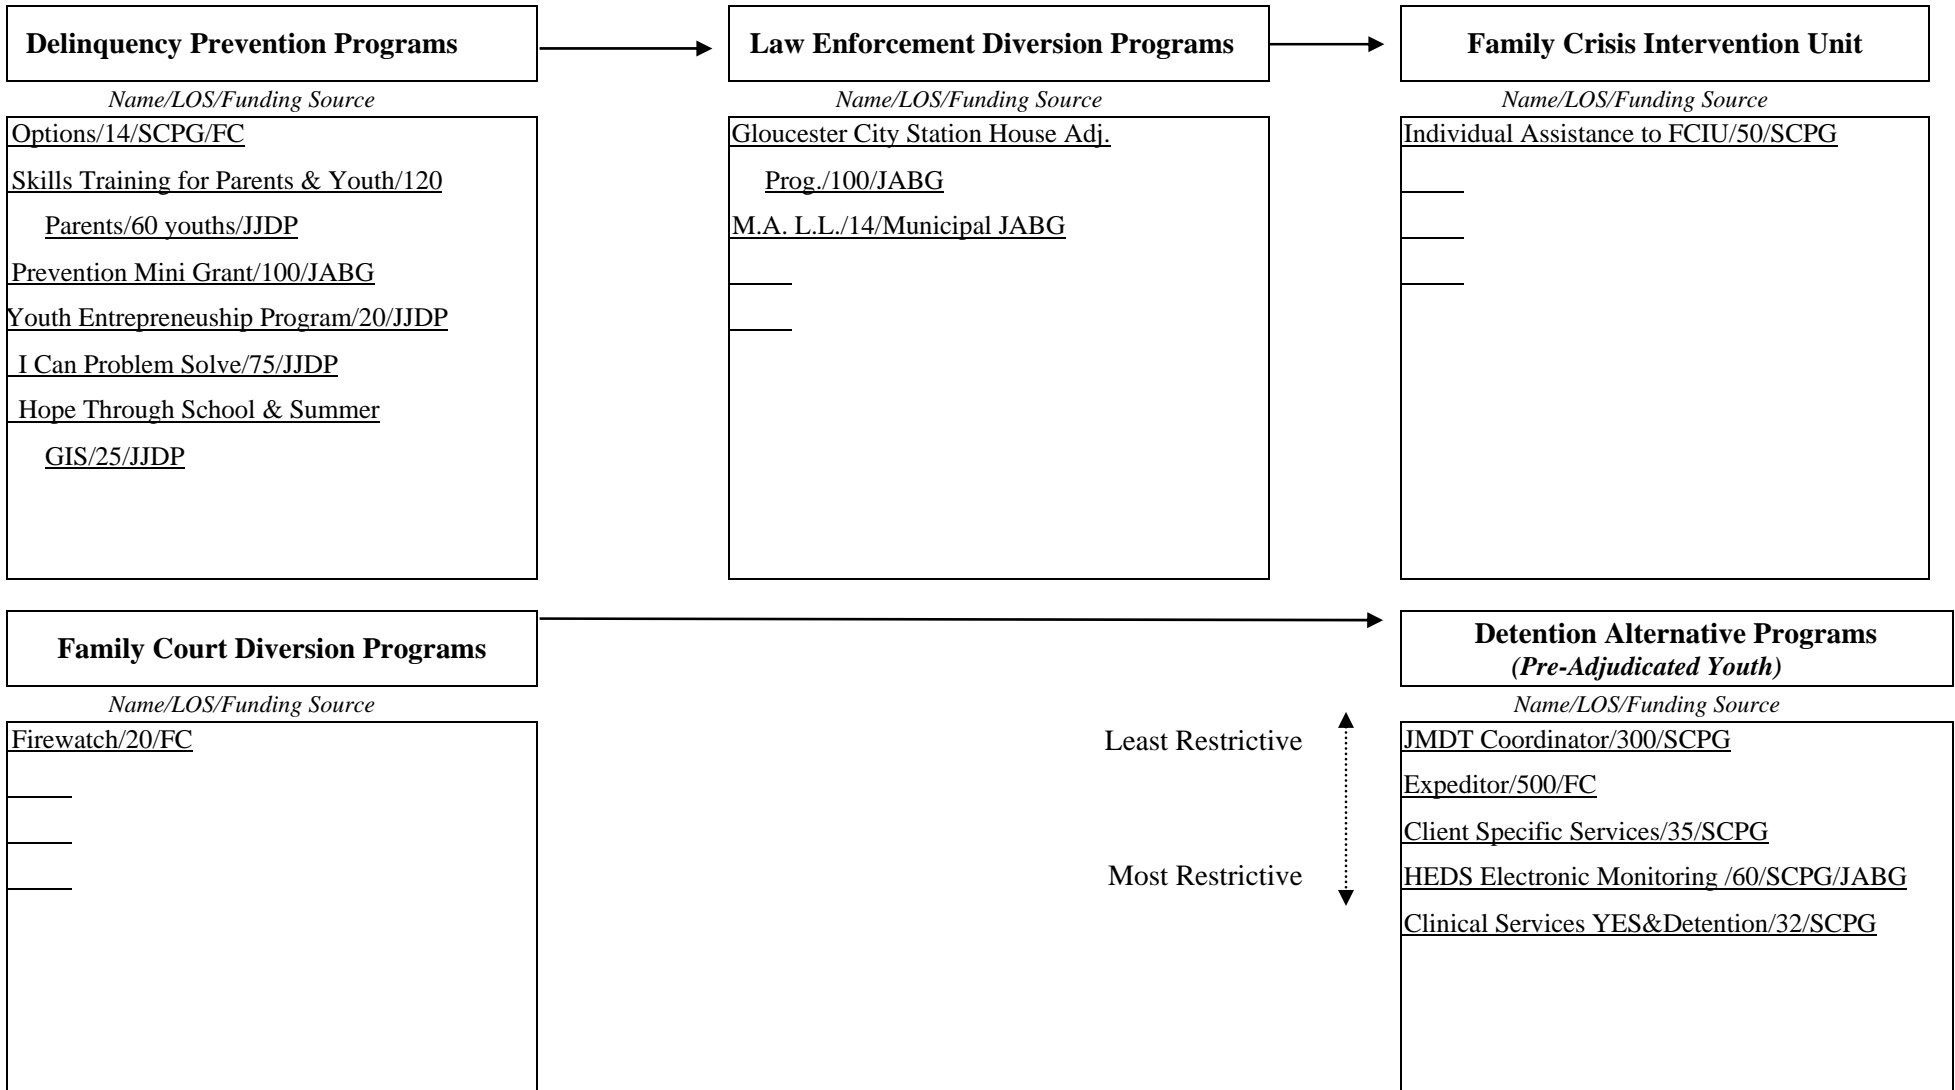 Delinquency Prevention Programs
Name/LOS/Funding Source
Options/14/SCPG/FC
Skills Training for Parents & Youth/120
Parents/60 youths/JJDP
Prevention Mini Grant/100/JABG
Youth Entrepreneuship Program/20/JJDP
I Can Problem Solve/75/JJDP
Hope Through School & Summer
GIS/25/JJDP
Law Enforcement Diversion Programs
Name/LOS/Funding Source
Gloucester City Station House Adj.
Prog./100/JABG
M.A. L.L./14/Municipal JABG
Family Crisis Intervention Unit
Name/LOS/Funding Source
Individual Assistance to FCIU/50/SCPG
Family Court Diversion Programs
Name/LOS/Funding Source
Firewatch/20/FC
Least Restrictive
Most Restrictive
Detention Alternative Programs
(Pre-Adjudicated Youth)
Name/LOS/Funding Source
JMDT Coordinator/300/SCPG
Expeditor/500/FC
Client Specific Services/35/SCPG
HEDS Electronic Monitoring /60/SCPG/JABG
Clinical Services YES&Detention/32/SCPG